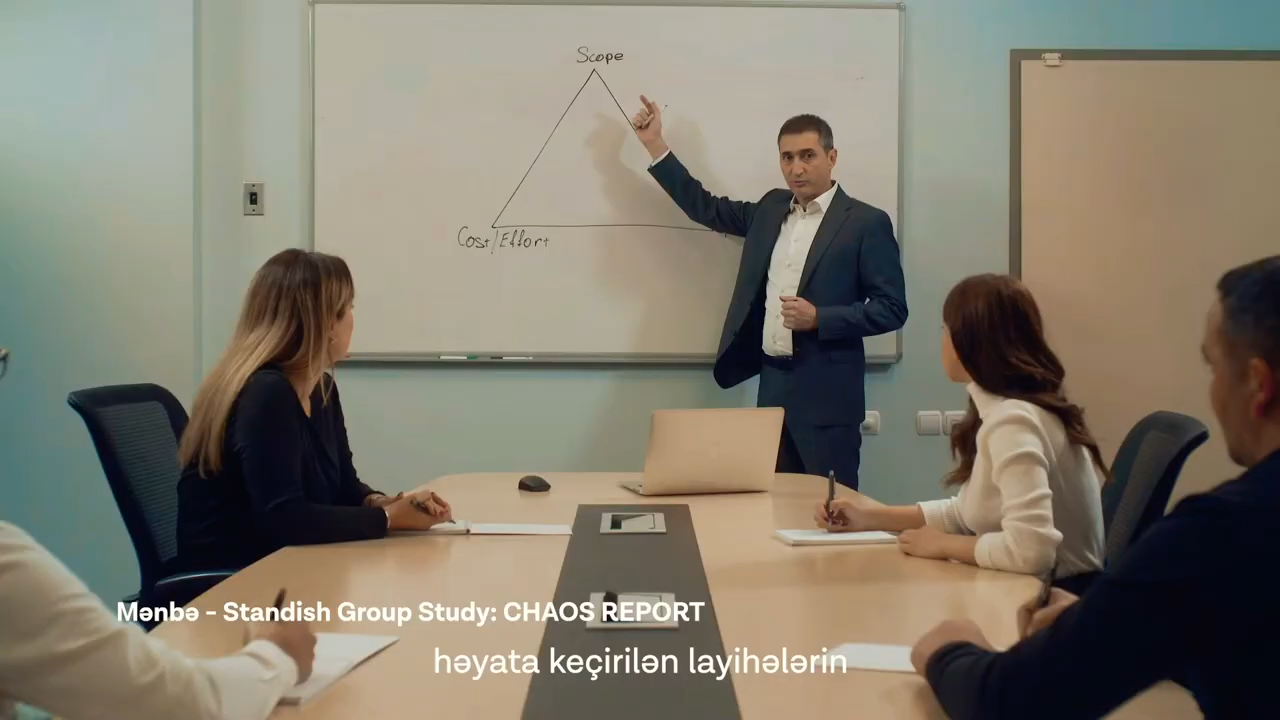 Scope
Cost/Effort
Mənbə - Standish Group Study: CHAOS REPORT
həyata keçirilən layihələrin